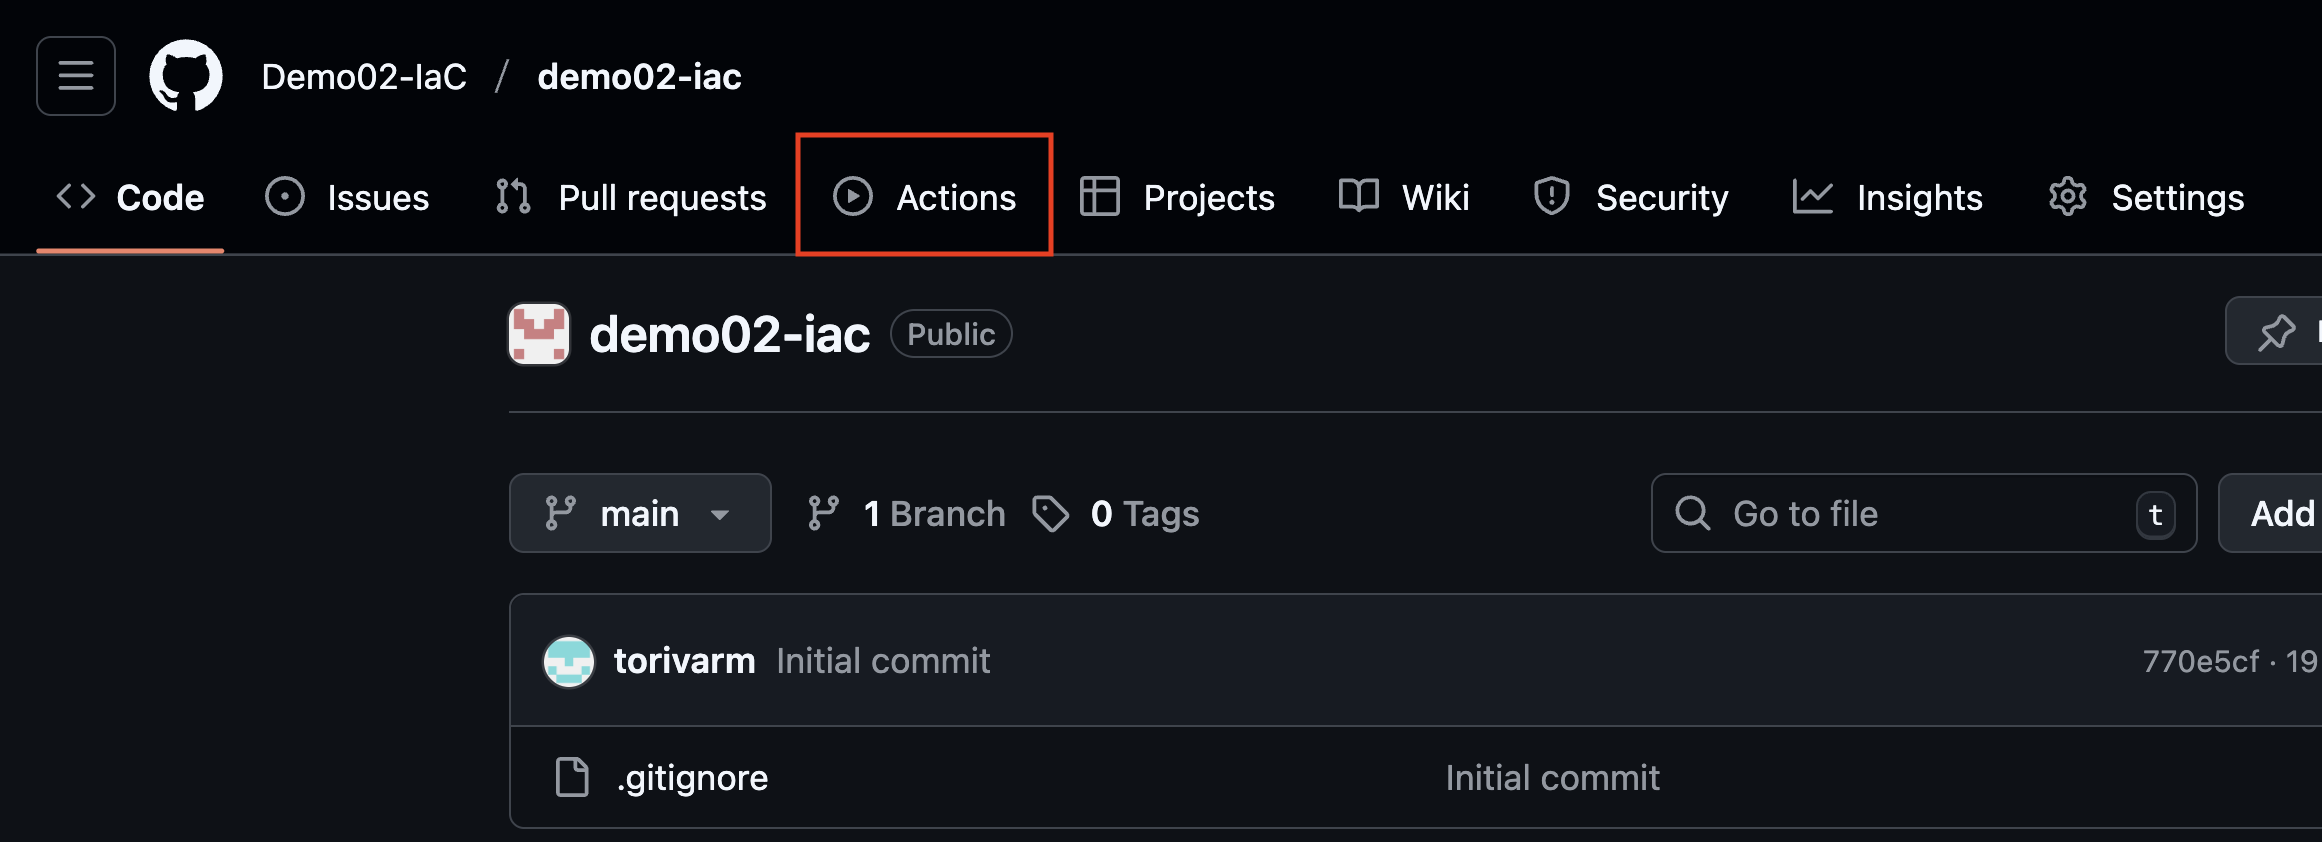 Demo02-IaC / demo02-iac
Code Issues Pull requests Actions Projects Wiki Security Insights Settings
demo02-iac Public
main 1 Branch 0 Tags Go to file t Add
torivarm Initial commit 770e5cf · 19
.gitignore Initial commit